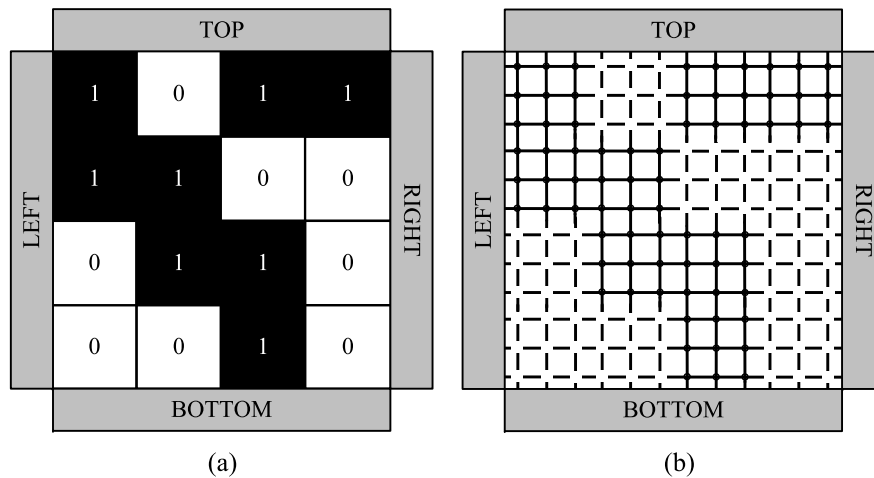 TOP
1 0 1 1
1 1 0 0
LEFT
RIGHT
0 1 1 0
0 0 1 0
BOTTOM
(a)
TOP
LEFT
RIGHT
BOTTOM
(b)